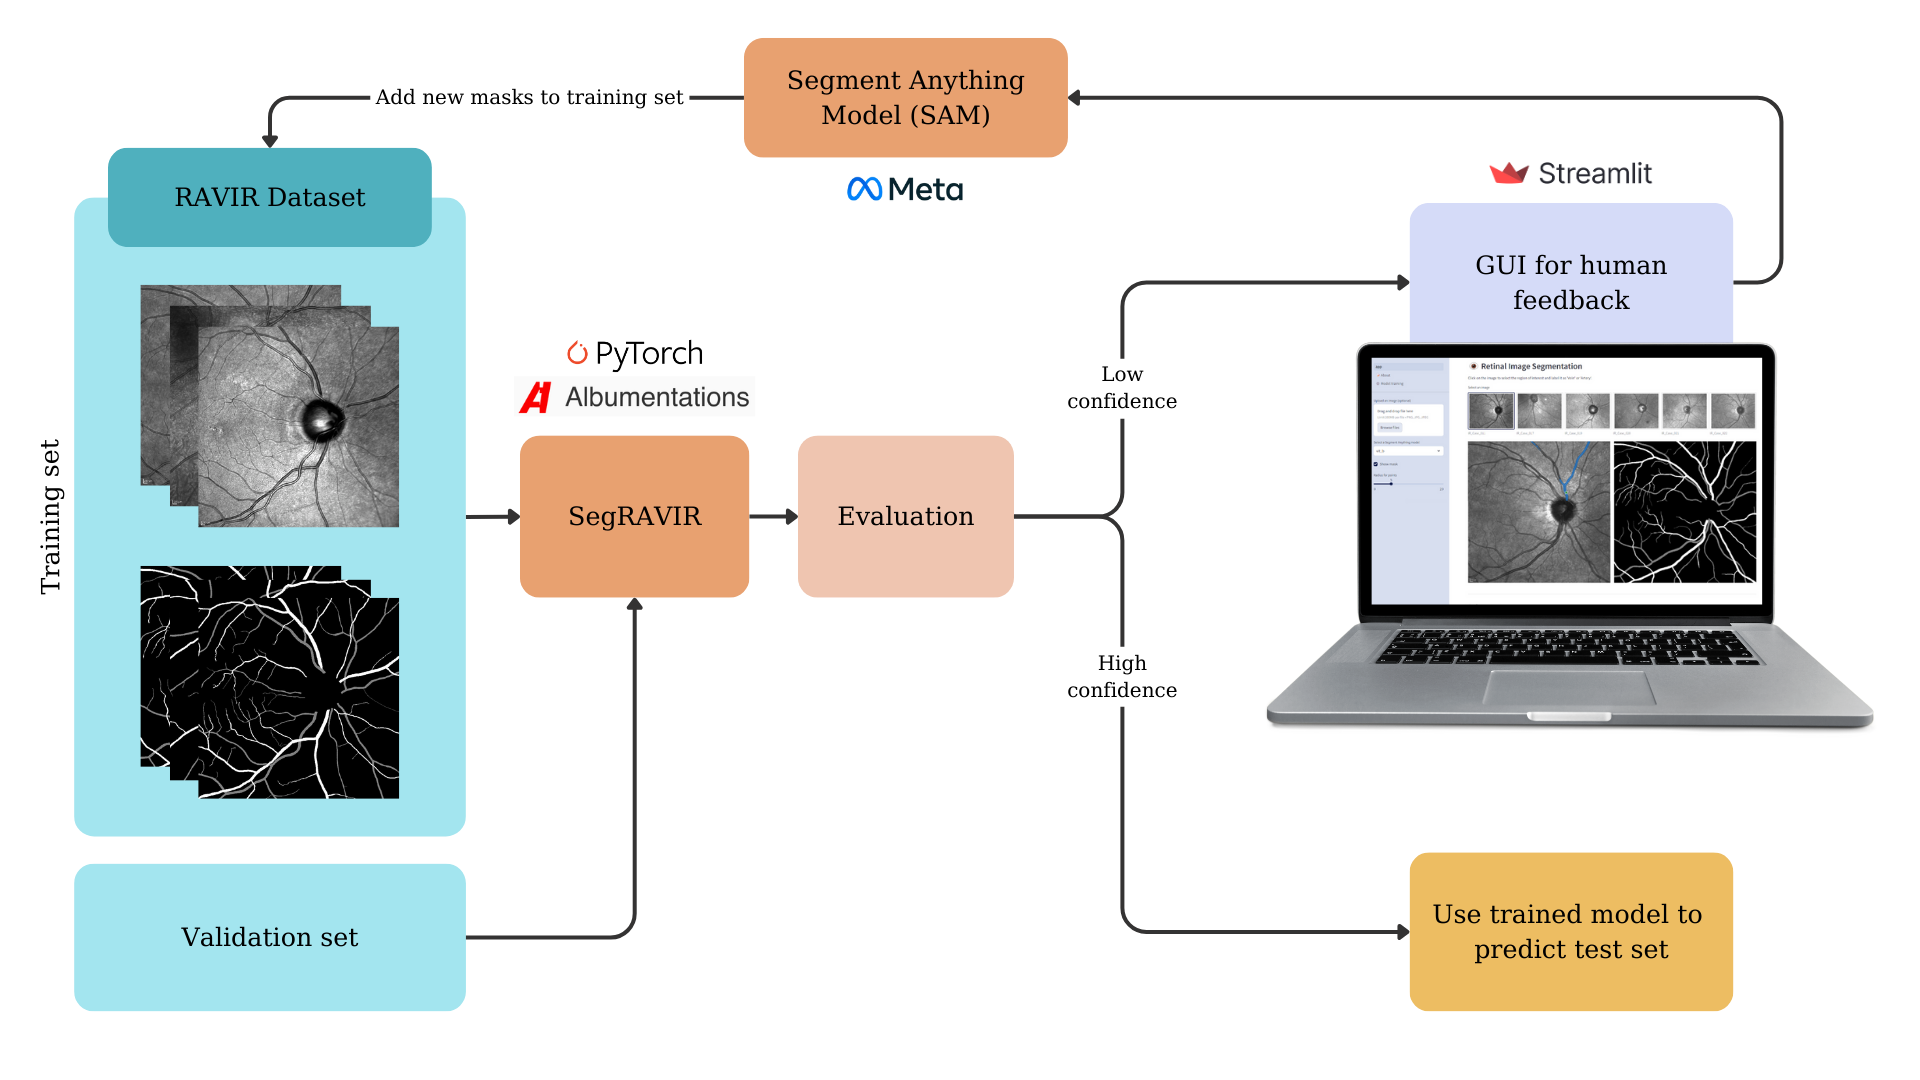 Segment Anything
Model (SAM)
Add new masks to training set
Meta
Streamlit
RAVIR Dataset
GUI for human
feedback
PyTorch
Albumentations
Low
confidence
Retinal Image Segmentation
Training set
SegRAVIR
Evaluation
High
confidence
Use trained model to
predict test set
Validation set